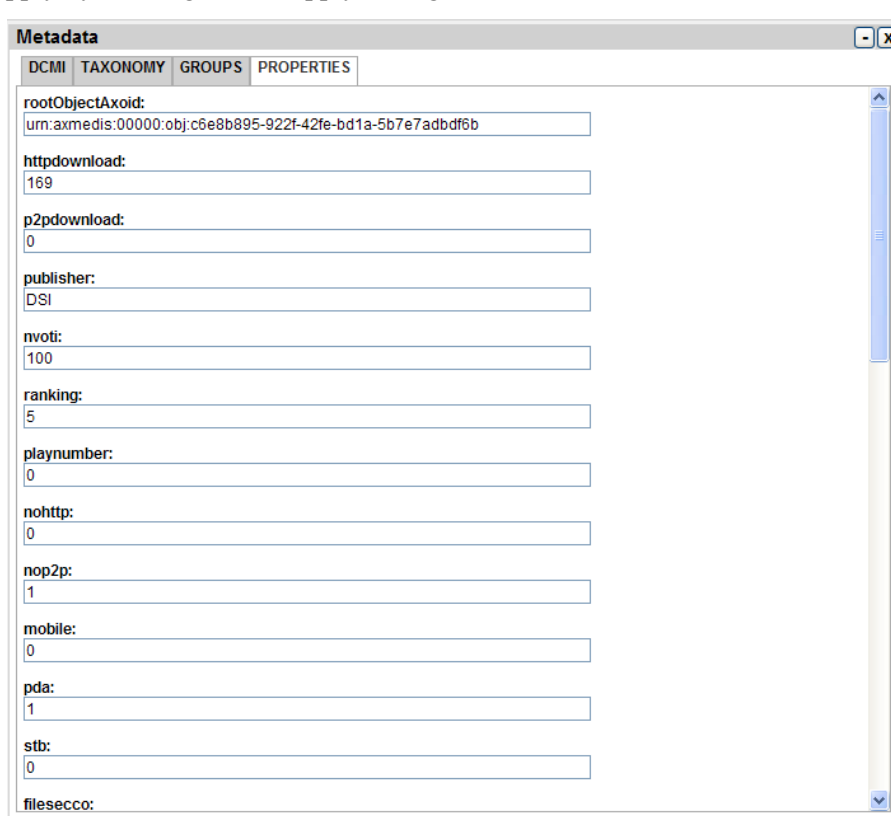 Metadata
- x
DCMI TAXONOMY GROUPS PROPERTIES
rootObjectAxoid:
urn:axmedis:00000:obj:c6e8b895-922f-42fe-bd1a-5b7e7adbdf6b
httpdownload:
169
p2pdownload:
0
publisher:
DSI
nvoti:
100
ranking:
5
playnumber:
0
nohttp:
0
nop2p:
1
mobile:
0
pda:
1
stb:
0
filesecco: